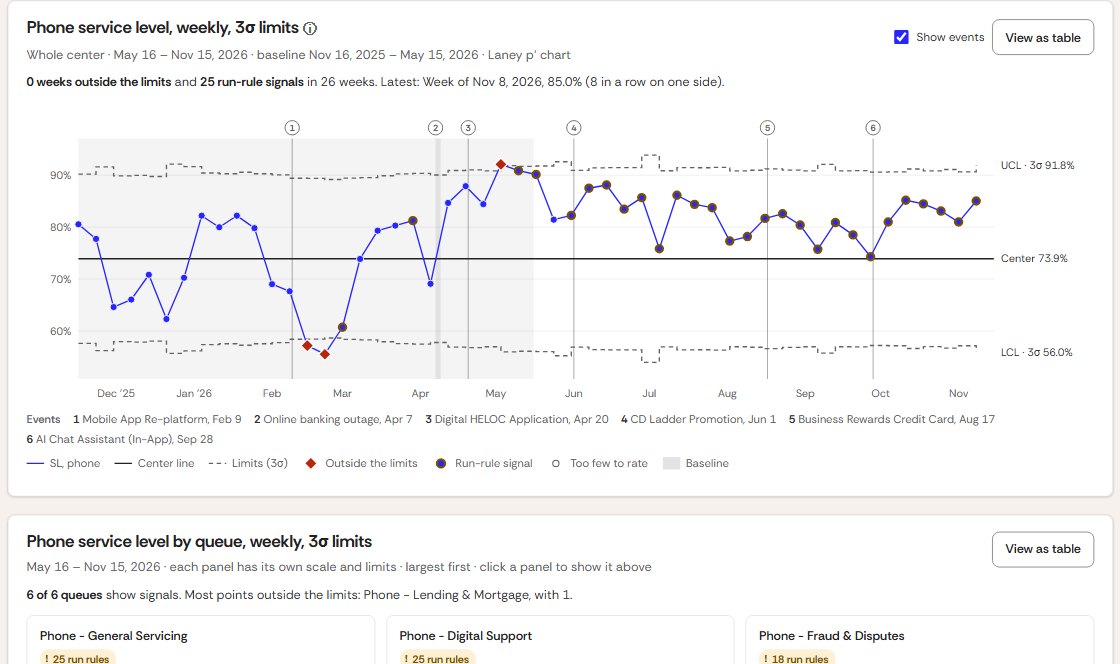 Phone service level, weekly, 3σ limits
Whole center · May 16 – Nov 15, 2026 · baseline Nov 16, 2025 – May 15, 2026 · Laney p' chart
Show events
View as table
0 weeks outside the limits and 25 run-rule signals in 26 weeks. Latest: Week of Nov 8, 2026, 85.0% (8 in a row on one side).
1
2
3
4
5
6
90%
80%
70%
60%
UCL · 3σ 91.8%
Center 73.9%
LCL · 3σ 56.0%
Dec '25
Jan '26
Feb
Mar
Apr
May
Jun
Jul
Aug
Sep
Oct
Nov
Events 1 Mobile App Re-platform, Feb 9 2 Online banking outage, Apr 7 3 Digital HELOC Application, Apr 20 4 CD Ladder Promotion, Jun 1 5 Business Rewards Credit Card, Aug 17
6 AI Chat Assistant (In-App), Sep 28
SL, phone Center line Limits (3σ) Outside the limits Run-rule signal Too few to rate Baseline
Phone service level by queue, weekly, 3σ limits
View as table
May 16 – Nov 15, 2026 · each panel has its own scale and limits · largest first · click a panel to show it above
6 of 6 queues show signals. Most points outside the limits: Phone - Lending & Mortgage, with 1.
Phone - General Servicing
! 25 run rules
Phone - Digital Support
! 25 run rules
Phone - Fraud & Disputes
! 18 run rules